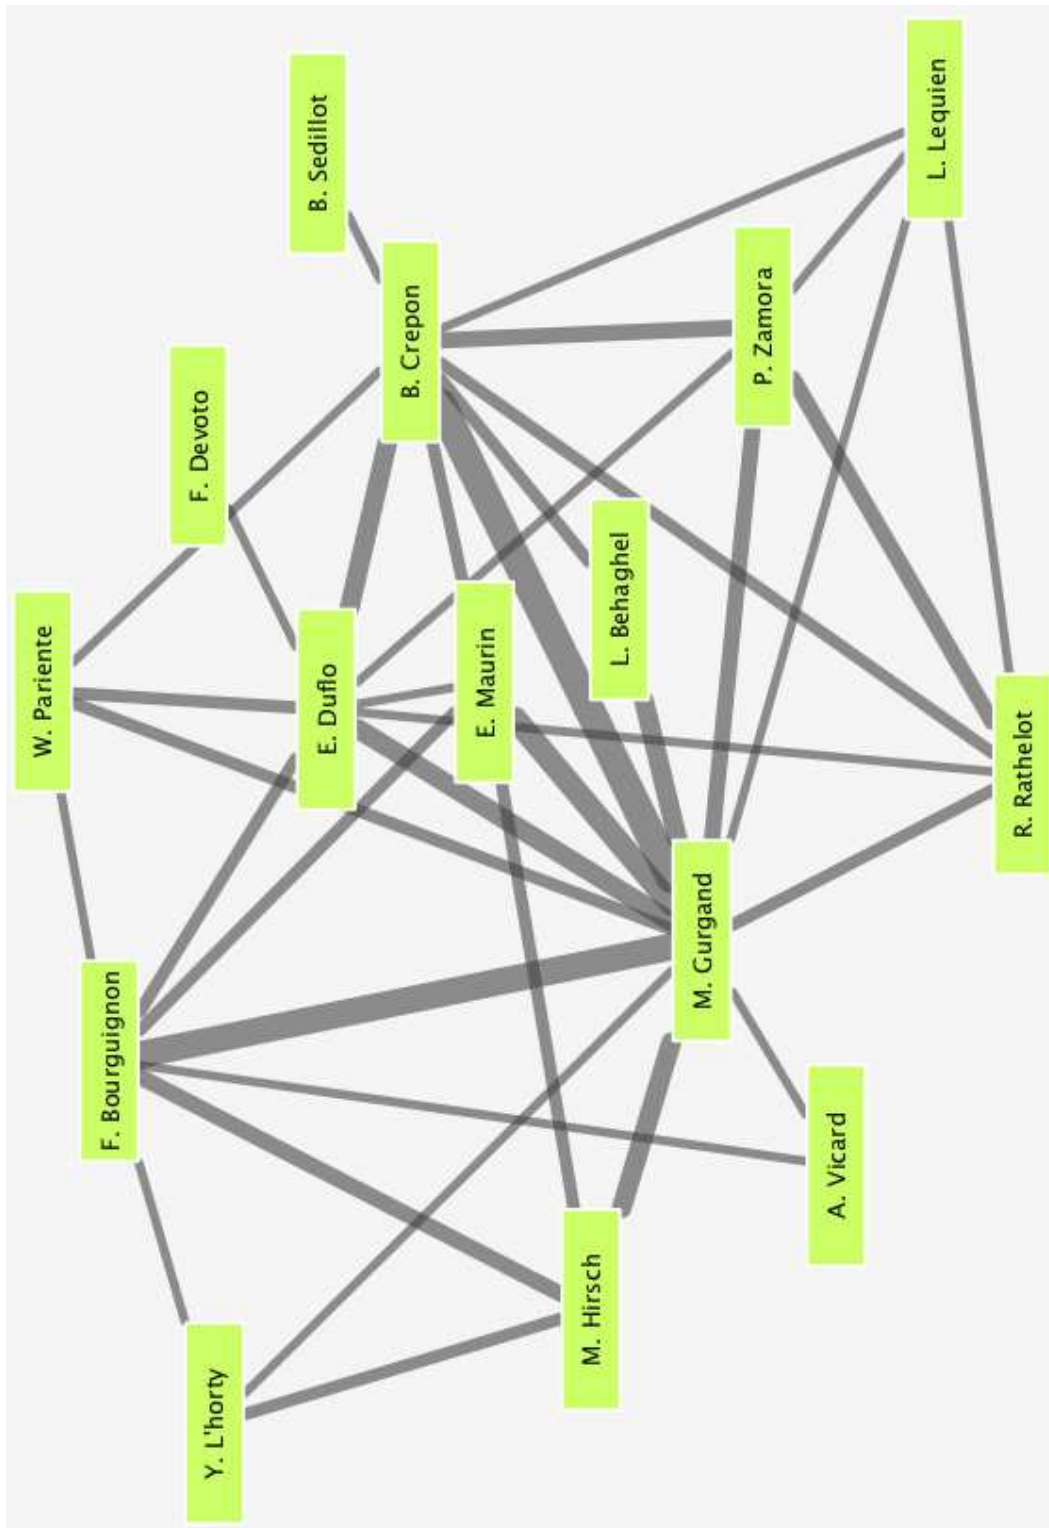 B. Sedillot
L. Lequien
B. Crepon
P. Zamora
F. Devoto
L. Behaghel
W. Pariente
E. Duflo
E. Maurin
R. Rathelot
M. Gurgand
F. Bourguignon
A. Vicard
M. Hirsch
Y. L'horty